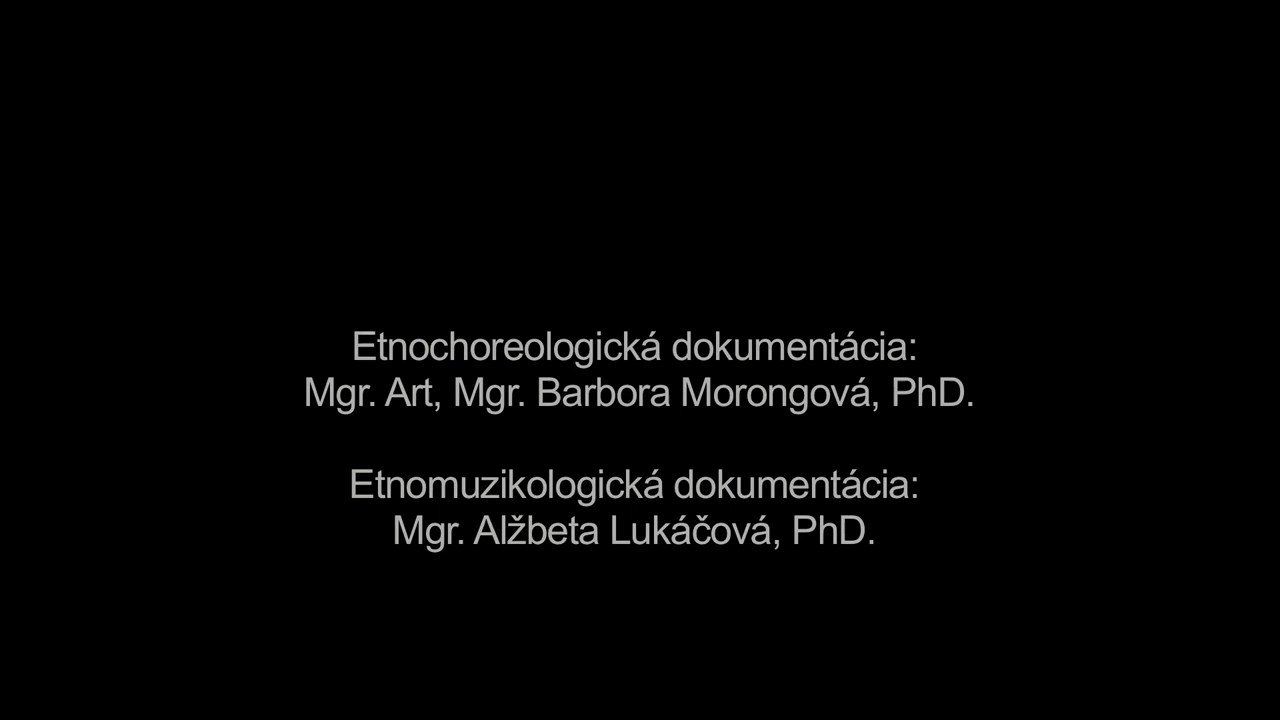 Etnochoreologická dokumentácia:
Mgr. Art, Mgr. Barbora Morongová, PhD.
Etnomuzikologická dokumentácia:
Mgr. Alžbeta Lukáčová, PhD.